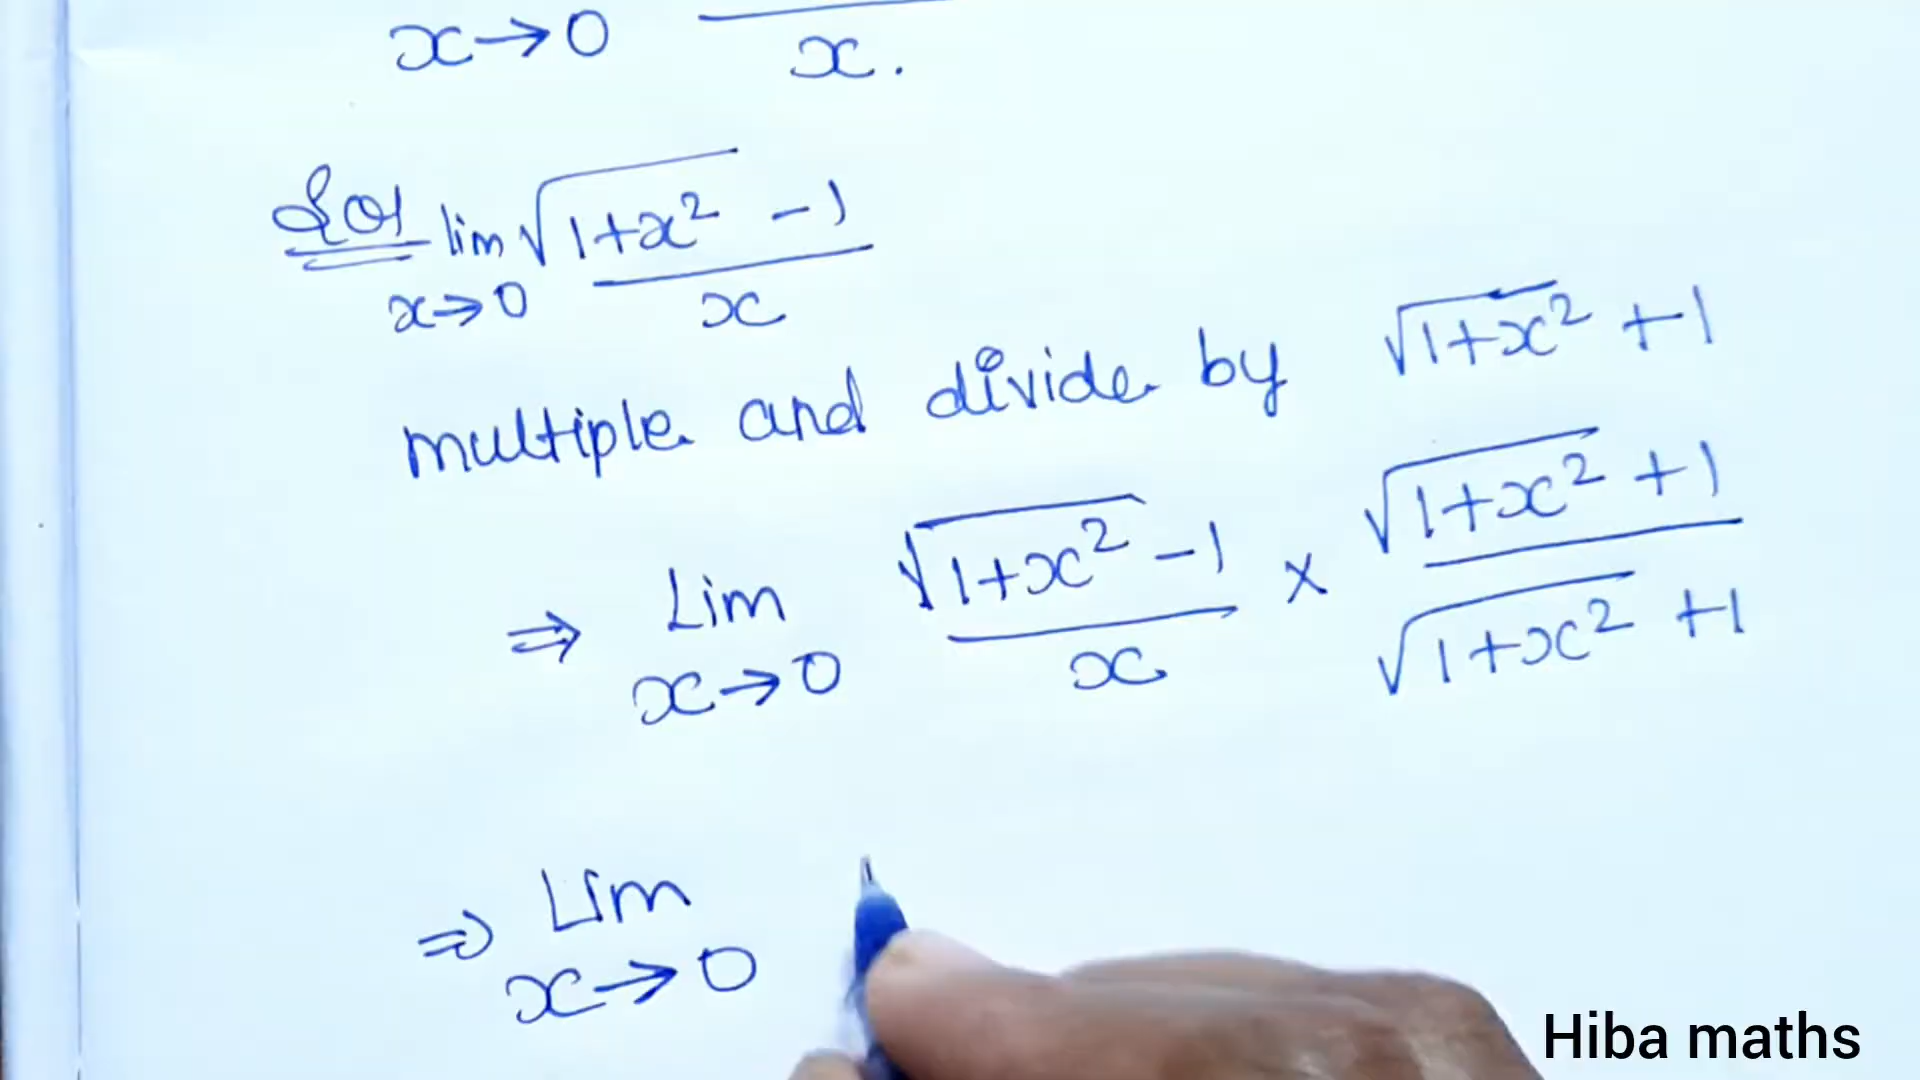 x→0 x.
Sol lim x→0 √1+x² - 1 / x
multiple and divide by √1+x² + 1
⇒ Lim x→0 √1+x² - 1 / x × √1+x² + 1 / √1+x² + 1
⇒ Lim x→0
Hiba maths